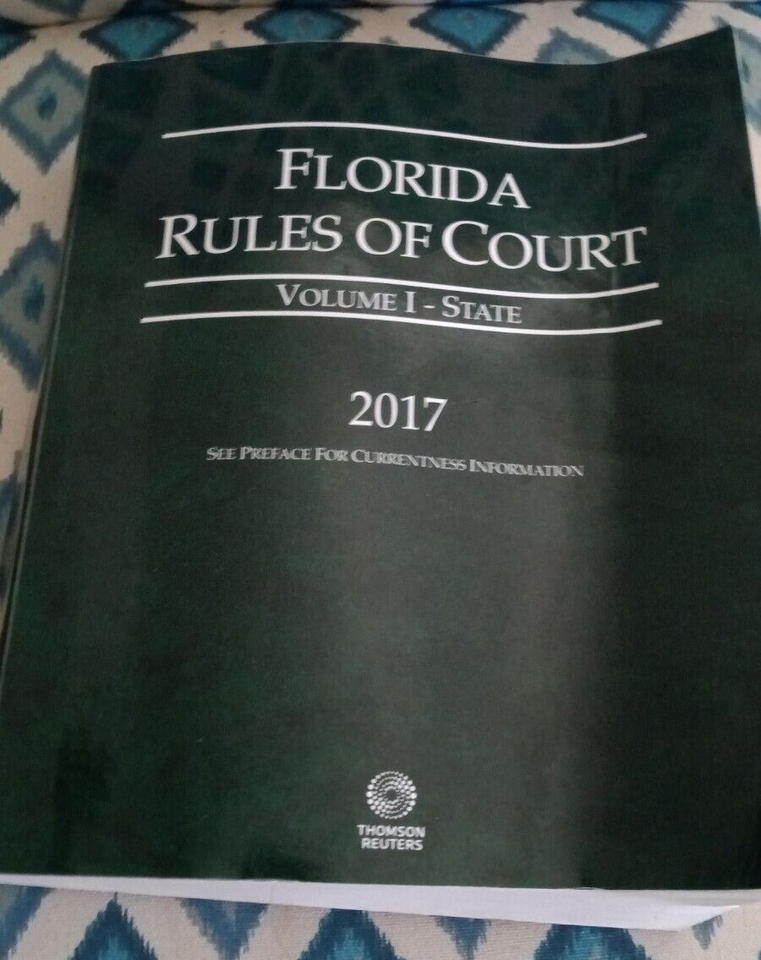 FLORIDA
RULES OF COURT
VOLUME I - STATE
2017
SEE PREFACE FOR CURRENTNESS INFORMATION
THOMSON
REUTERS